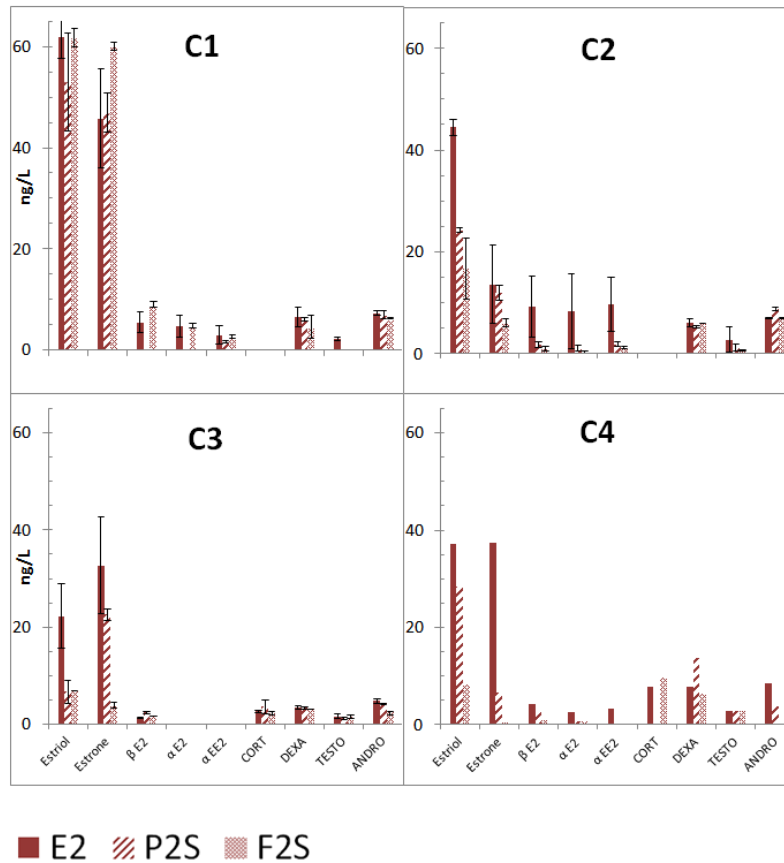 C1
C2
60
40
20
0
ng/L
60
40
20
0
C3
C4
60
40
20
0
ng/L
60
40
20
0
Estriol
Estrone
β E2
α E2
α EE2
CORT
DEXA
TESTO
ANDRO
Estriol
Estrone
β E2
α E2
α EE2
CORT
DEXA
TESTO
ANDRO
E2 P2S F2S